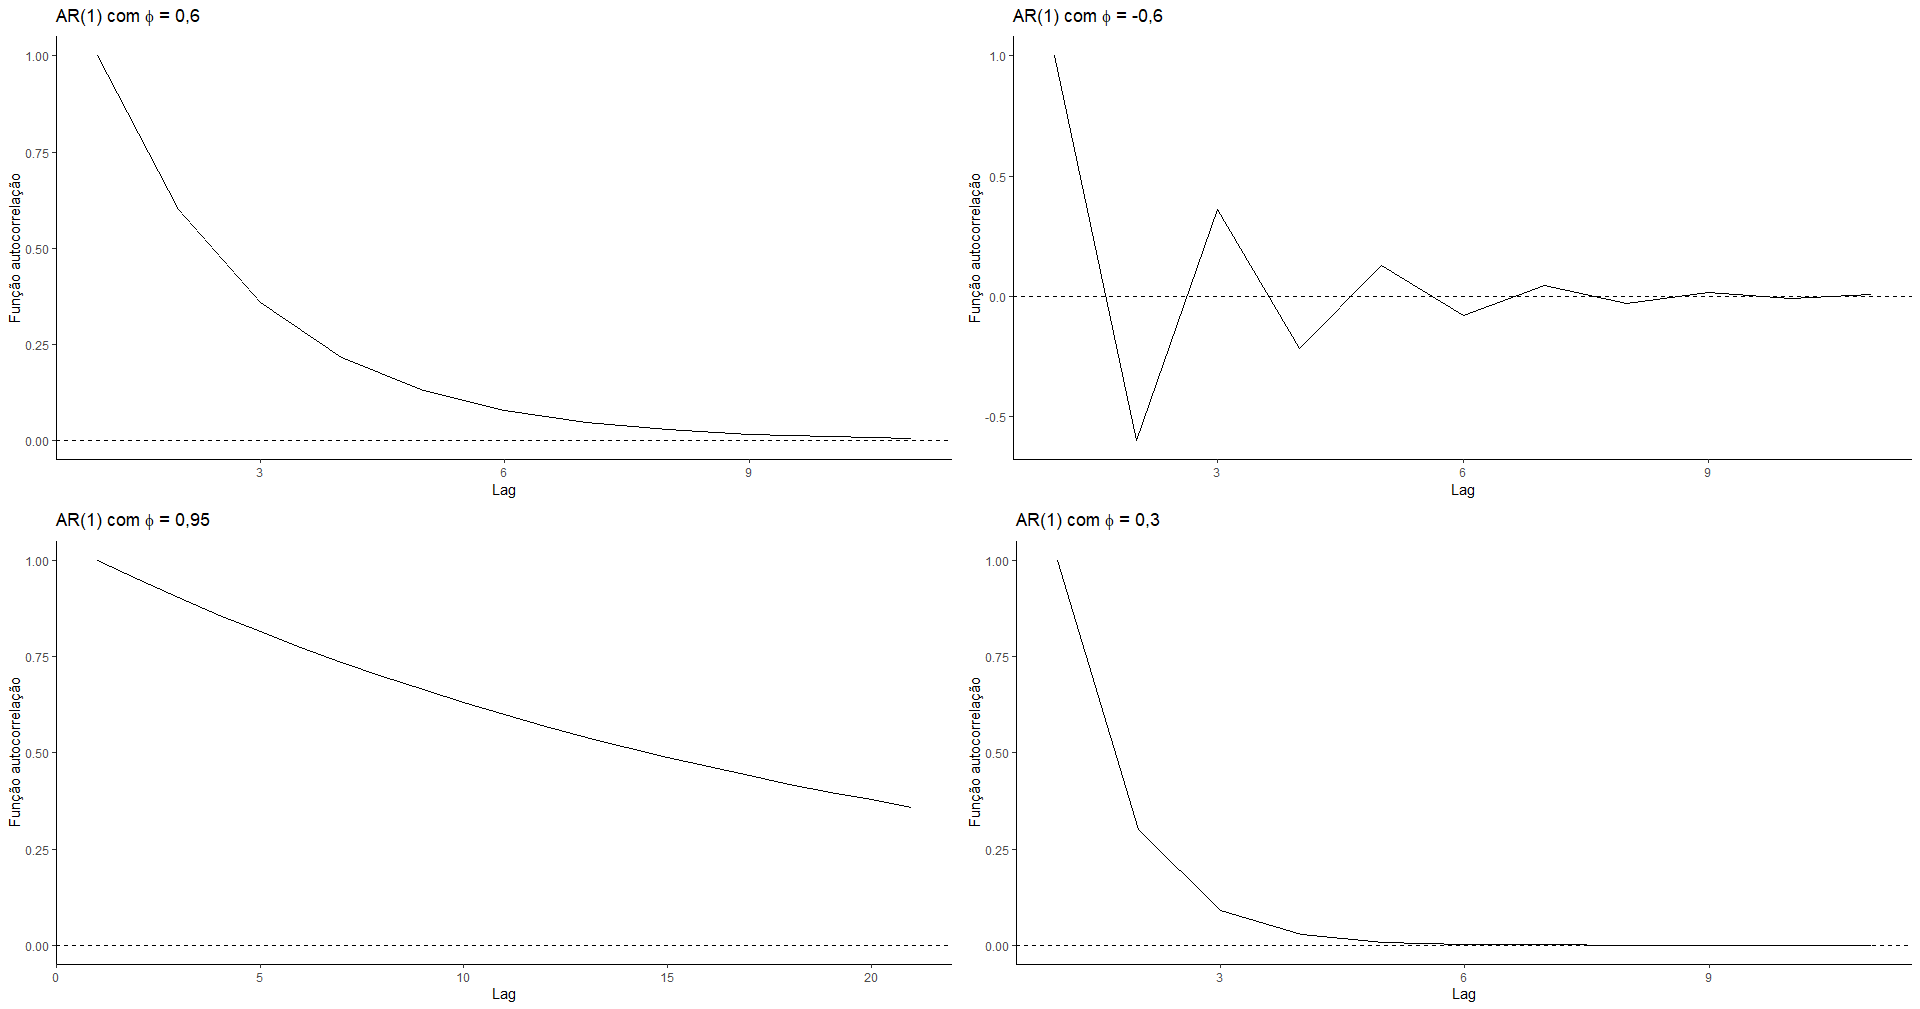 AR(1) com ϕ = 0,6
Função autocorrelação
1.00
0.75
0.50
0.25
0.00
3
6
9
Lag
AR(1) com ϕ = -0,6
Função autocorrelação
1.0
0.5
0.0
-0.5
3
6
9
Lag
AR(1) com ϕ = 0,95
Função autocorrelação
1.00
0.75
0.50
0.25
0.00
0
5
10
15
20
Lag
AR(1) com ϕ = 0,3
Função autocorrelação
1.00
0.75
0.50
0.25
0.00
3
6
9
Lag